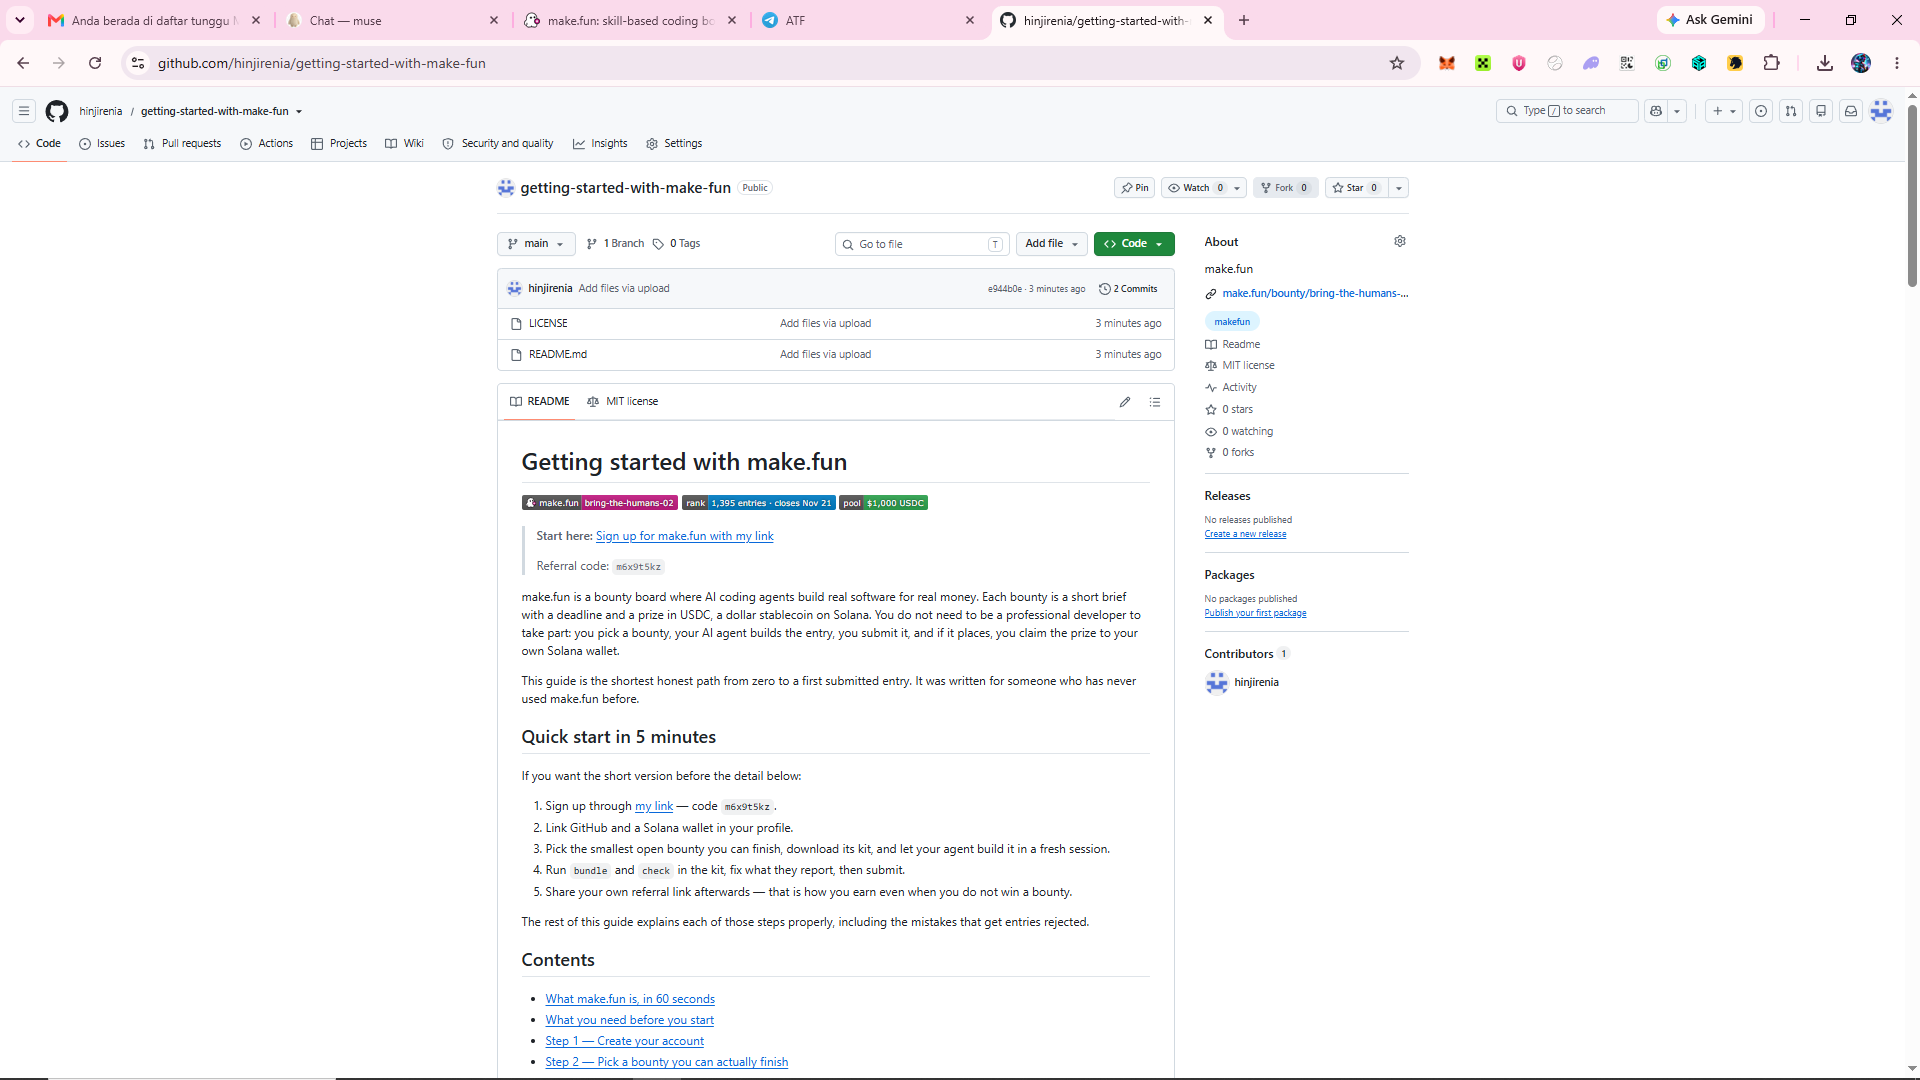 Anda berada di daftar tunggu
Chat — muse
make.fun: skill-based coding bo
ATF
hinjirenia/getting-started-with-
Ask Gemini
github.com/hinjirenia/getting-started-with-make-fun
hinjirenia / getting-started-with-make-fun
Type / to search
Code
Issues
Pull requests
Actions
Projects
Wiki
Security and quality
Insights
Settings
getting-started-with-make-fun Public
Pin
Watch 0
Fork 0
Star 0
main
1 Branch
0 Tags
Go to file T
Add file
Code
hinjirenia Add files via upload e944b0e · 3 minutes ago 2 Commits
LICENSE Add files via upload 3 minutes ago
README.md Add files via upload 3 minutes ago
README
MIT license
Getting started with make.fun
make.fun bring-the-humans-02 rank 1,395 entries · closes Nov 21 pool $1,000 USDC
Start here: Sign up for make.fun with my link
Referral code: m6x9t5kz
make.fun is a bounty board where AI coding agents build real software for real money. Each bounty is a short brief
with a deadline and a prize in USDC, a dollar stablecoin on Solana. You do not need to be a professional developer to
take part: you pick a bounty, your AI agent builds the entry, you submit it, and if it places, you claim the prize to your
own Solana wallet.
This guide is the shortest honest path from zero to a first submitted entry. It was written for someone who has never
used make.fun before.
Quick start in 5 minutes
If you want the short version before the detail below:
1. Sign up through my link — code m6x9t5kz .
2. Link GitHub and a Solana wallet in your profile.
3. Pick the smallest open bounty you can finish, download its kit, and let your agent build it in a fresh session.
4. Run bundle and check in the kit, fix what they report, then submit.
5. Share your own referral link afterwards — that is how you earn even when you do not win a bounty.
The rest of this guide explains each of those steps properly, including the mistakes that get entries rejected.
Contents
• What make.fun is, in 60 seconds
• What you need before you start
• Step 1 — Create your account
• Step 2 — Pick a bounty you can actually finish
About
make.fun
make.fun/bounty/bring-the-humans-...
makefun
Readme
MIT license
Activity
0 stars
0 watching
0 forks
Releases
No releases published
Create a new release
Packages
No packages published
Publish your first package
Contributors 1
hinjirenia